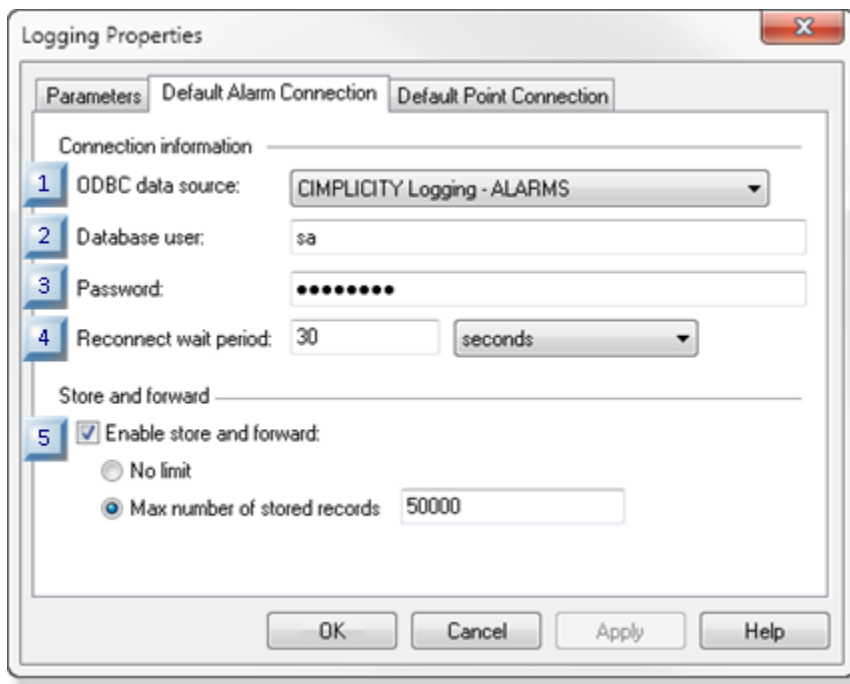 Logging Properties
Parameters Default Alarm Connection Default Point Connection
Connection information
1 ODBC data source: CIMPLICITY Logging - ALARMS
2 Database user: sa
3 Password: ●●●●●●●●
4 Reconnect wait period: 30 seconds
Store and forward
5 Enable store and forward:
No limit
Max number of stored records 50000
OK Cancel Apply Help